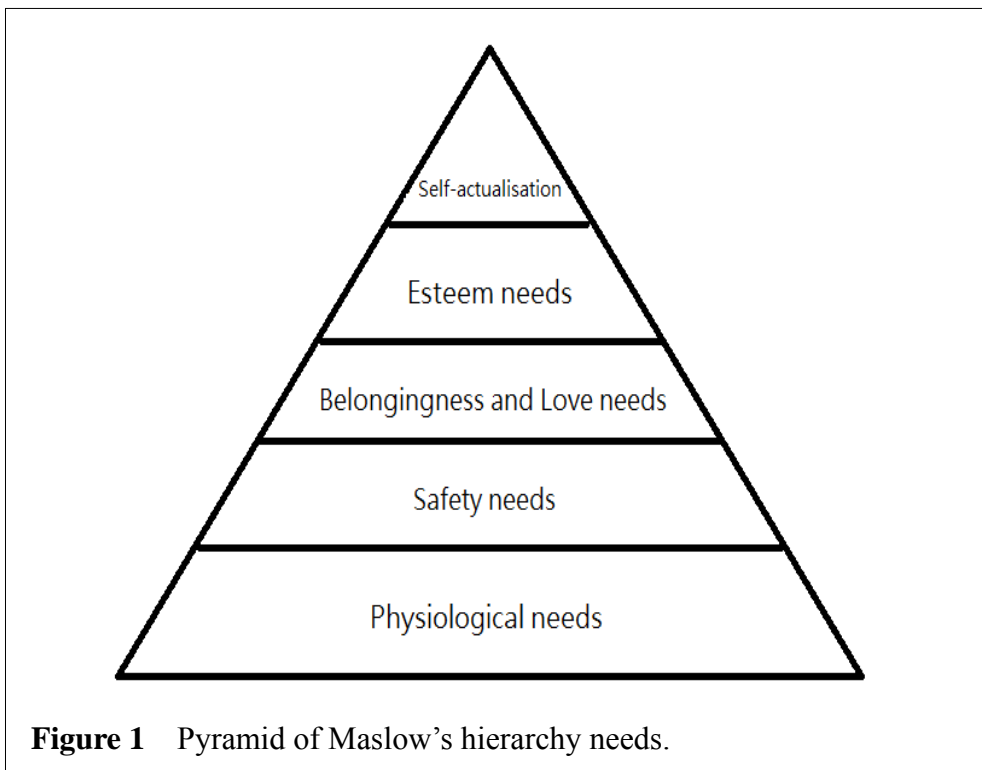 Self-actualisation
Esteem needs
Belongingness and Love needs
Safety needs
Physiological needs
Figure 1 Pyramid of Maslow’s hierarchy needs.